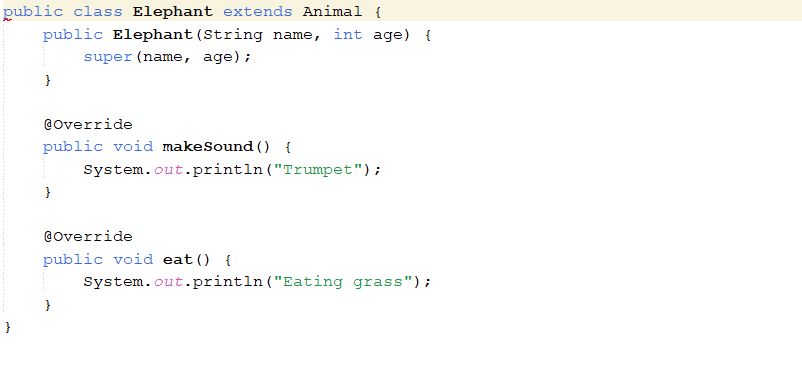 public class Elephant extends Animal {
    public Elephant(String name, int age) {
        super(name, age);
    }

    @Override
    public void makeSound() {
        System.out.println("Trumpet");
    }

    @Override
    public void eat() {
        System.out.println("Eating grass");
    }
}